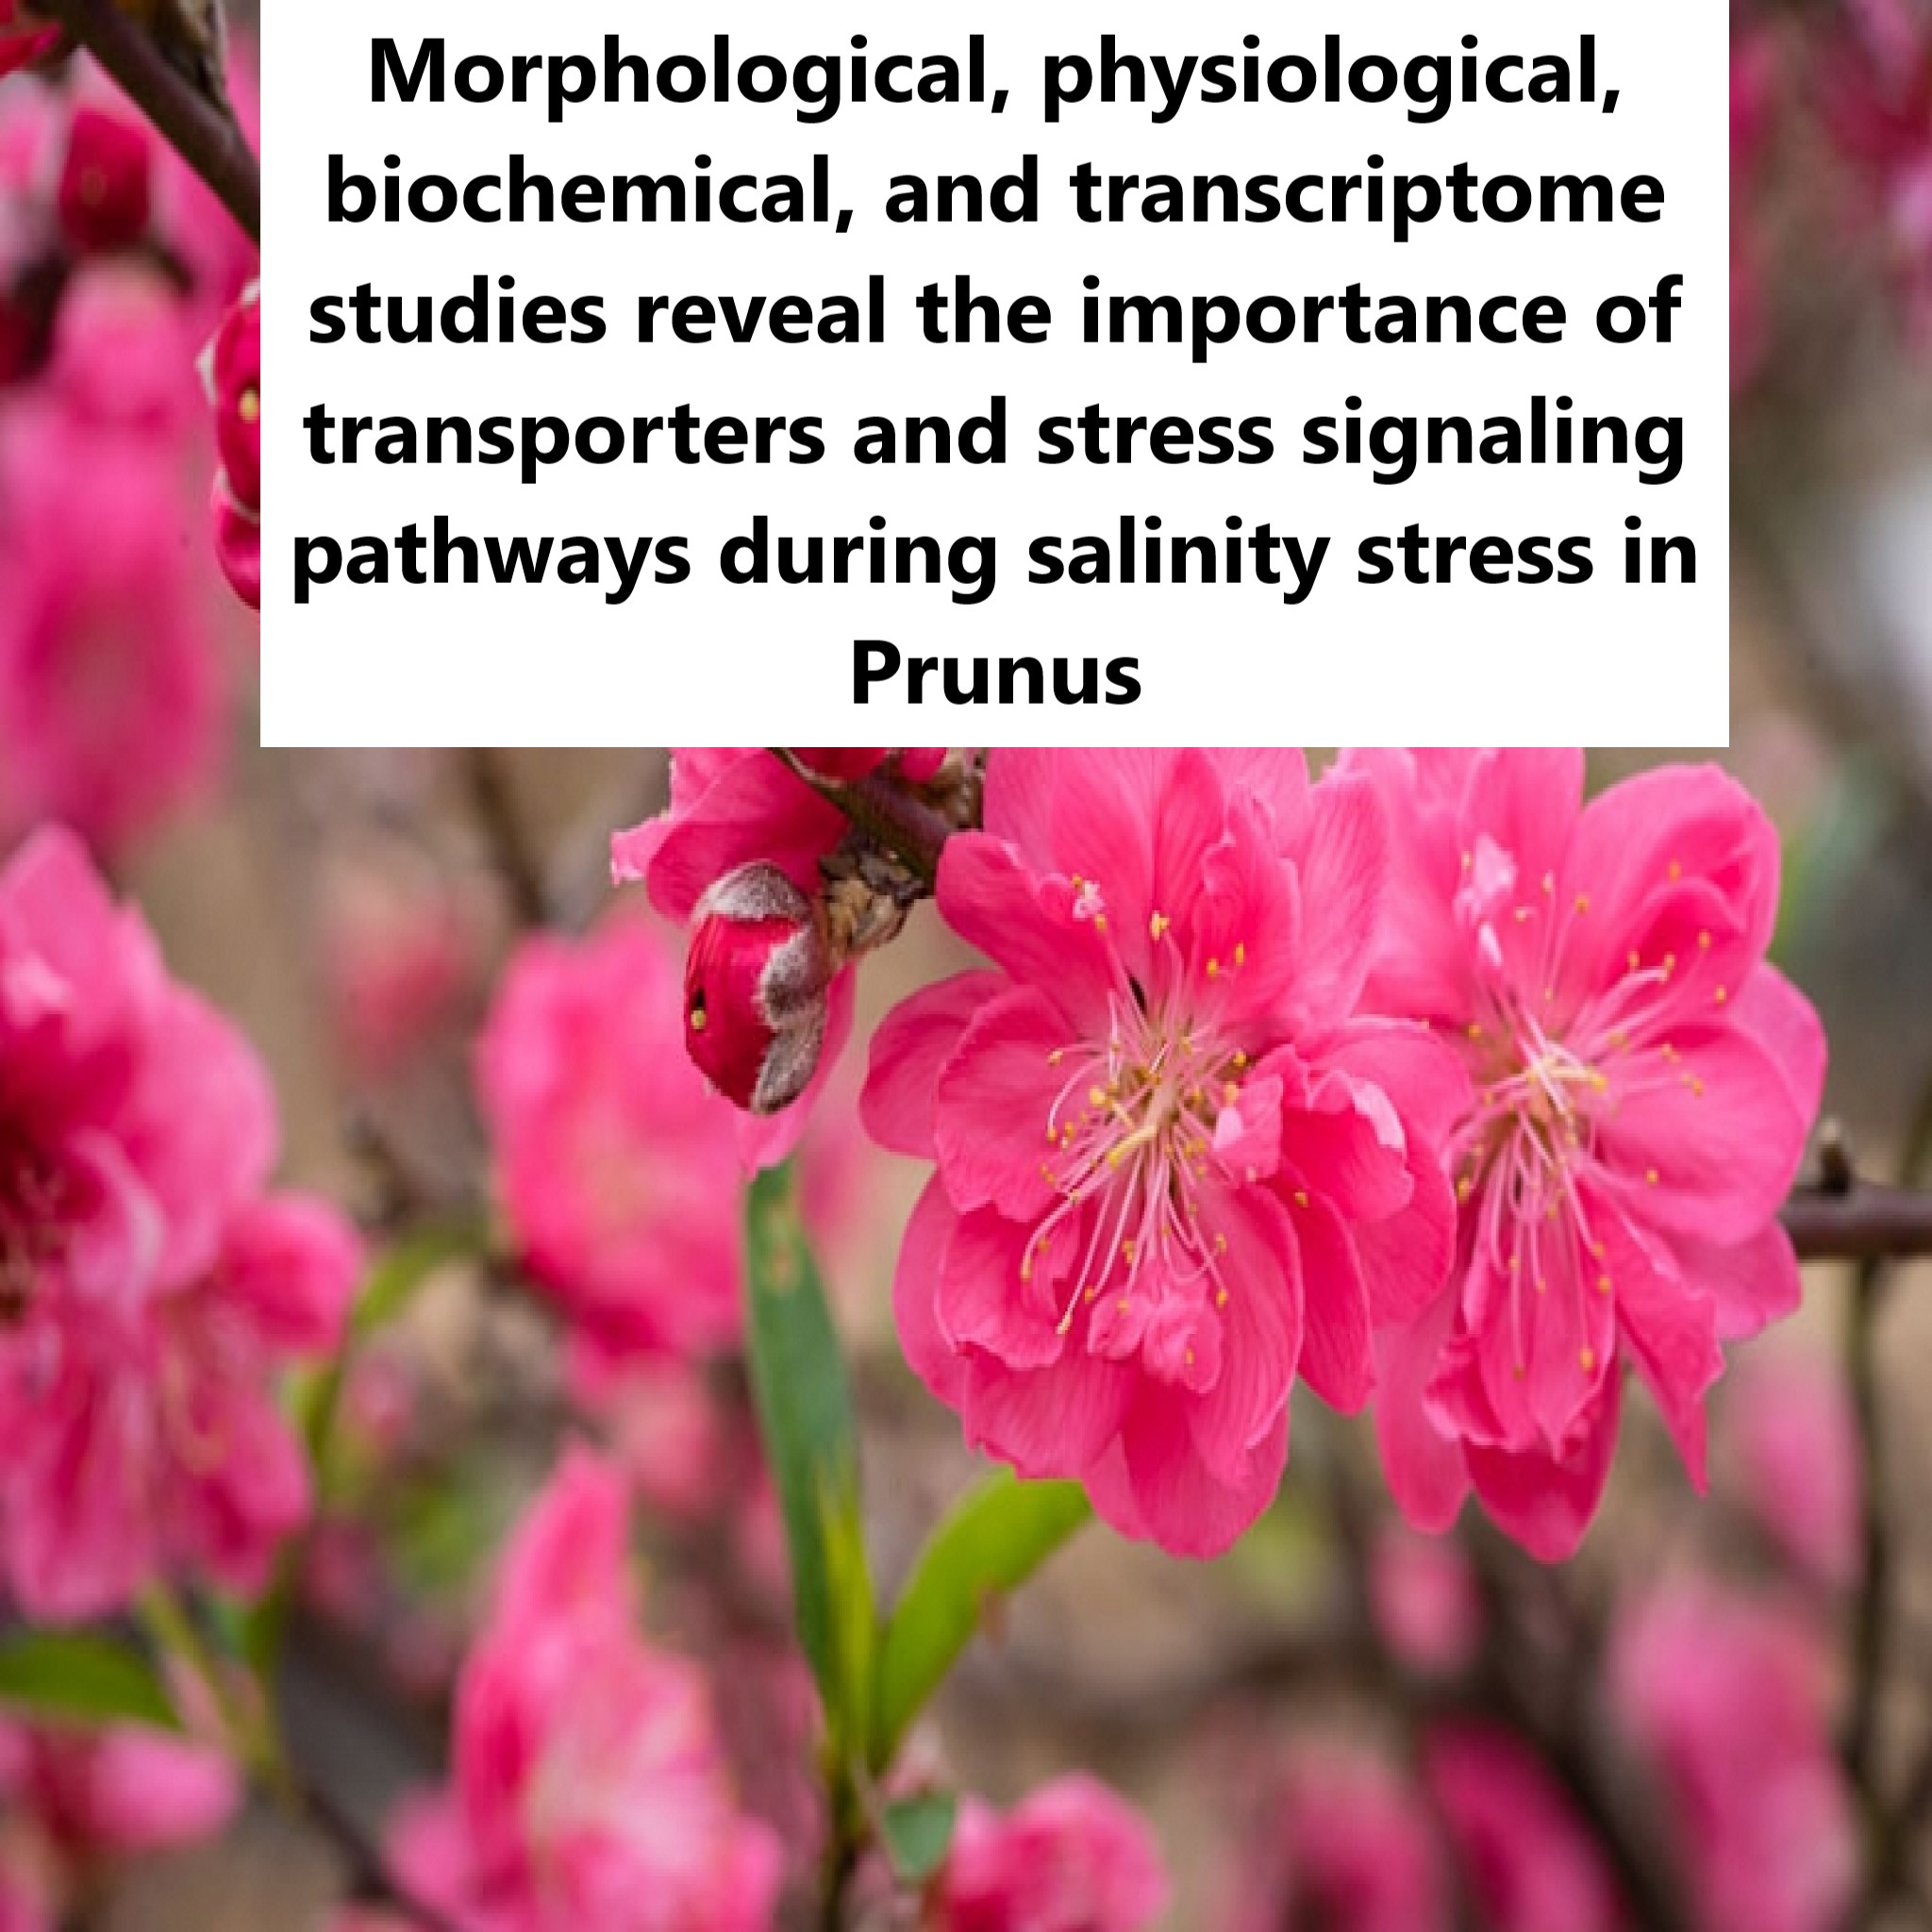 Morphological, physiological,
biochemical, and transcriptome
studies reveal the importance of
transporters and stress signaling
pathways during salinity stress in
Prunus